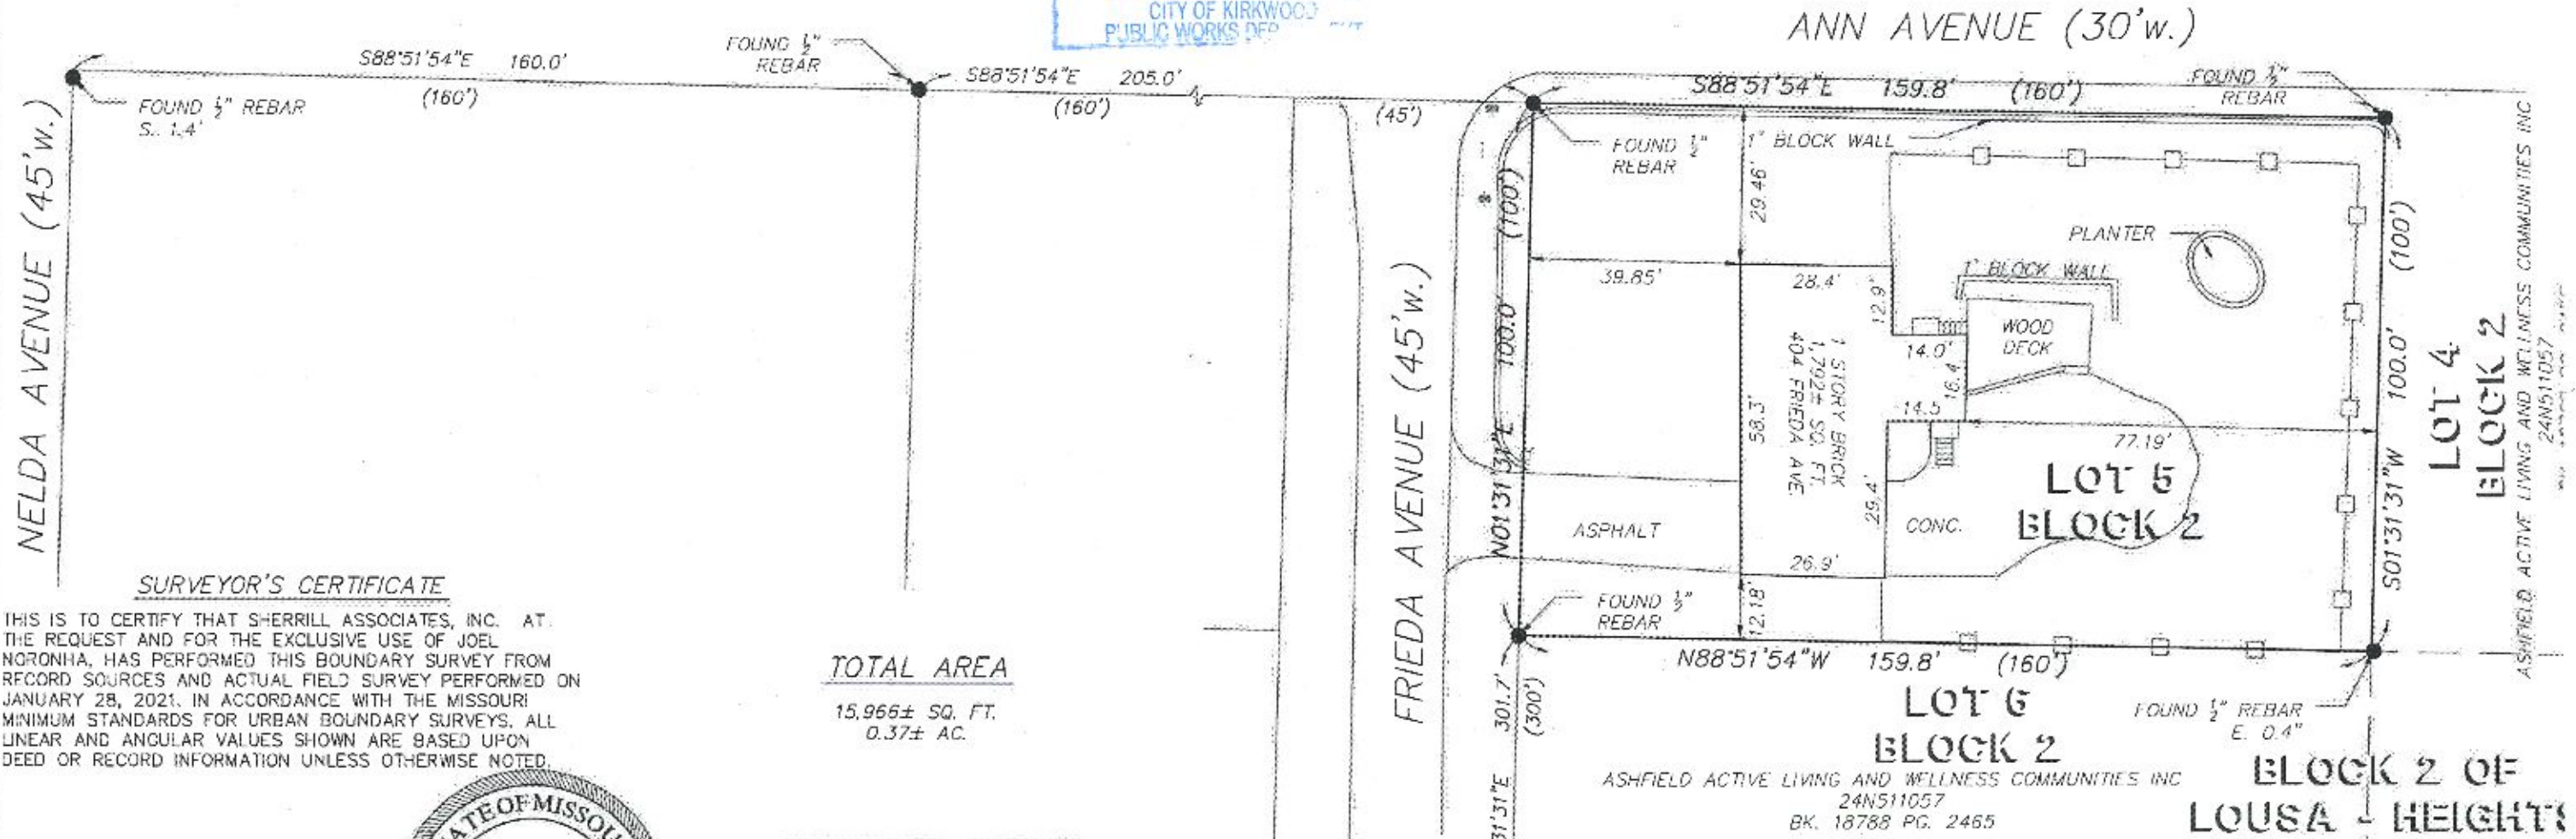 CITY OF KIRKWOOD
PUBLIC WORKS DEP
ANN AVENUE (30'w.)
S88°51'54"E 160.0'
(160')
FOUND ½"
REBAR
S88°51'54"E 205.0'
(160')
(45')
S88°51'54"E 159.8' (160')
FOUND ½"
REBAR
FOUND ½" REBAR
S. 1.4'
FOUND ½"
REBAR
1" BLOCK WALL
29.46'
(100')
100.0'
N01°31'31"E
NELDA AVENUE (45'w.)
FRIEDA AVENUE (45'w.)
39.85'
28.4'
12.9'
PLANTER
1" BLOCK WALL
WOOD
DECK
14.0'
16.4'
14.5
77.19'
1 STORY BRICK
1,792± SQ. FT.
404 FRIEDA AVE.
58.3'
29.4'
LOT 5
BLOCK 2
ASPHALT
CONC.
26.9'
12.18'
FOUND ½"
REBAR
(100')
100.0'
S01°31'31"W
LOT 4
BLOCK 2
ASHFIELD ACTIVE LIVING AND WELLNESS COMMUNITIES INC
24N511057
N88°51'54"W 159.8' (160')
301.7'
(300')
31'31"E
LOT 6
BLOCK 2
ASHFIELD ACTIVE LIVING AND WELLNESS COMMUNITIES INC
24N511057
BK. 18788 PG. 2465
FOUND ½" REBAR
E. 0.4"
BLOCK 2 OF
LOUSA - HEIGHTS
SURVEYOR'S CERTIFICATE
THIS IS TO CERTIFY THAT SHERRILL ASSOCIATES, INC. AT
THE REQUEST AND FOR THE EXCLUSIVE USE OF JOEL
NORONHA, HAS PERFORMED THIS BOUNDARY SURVEY FROM
RECORD SOURCES AND ACTUAL FIELD SURVEY PERFORMED ON
JANUARY 28, 2021. IN ACCORDANCE WITH THE MISSOURI
MINIMUM STANDARDS FOR URBAN BOUNDARY SURVEYS. ALL
LINEAR AND ANGULAR VALUES SHOWN ARE BASED UPON
DEED OR RECORD INFORMATION UNLESS OTHERWISE NOTED.
TOTAL AREA
15,966± SQ. FT.
0.37± AC.
ATE OF MISSOU